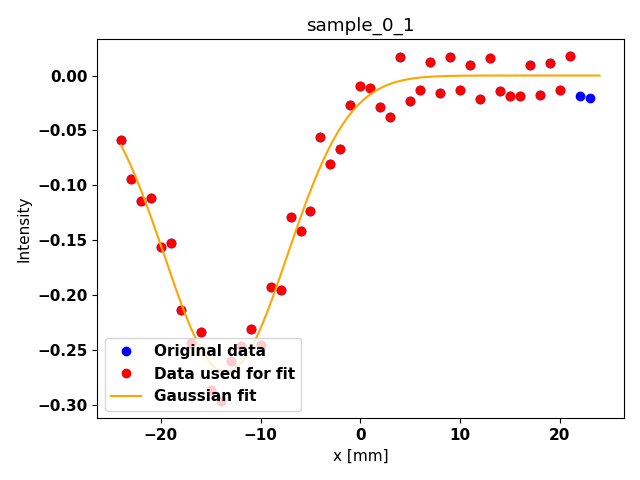 sample_0_1
0.00
−0.05
−0.10
−0.15
−0.20
−0.25
−0.30
Intensity
Original data
Data used for fit
Gaussian fit
−20
−10
0
10
20
x [mm]